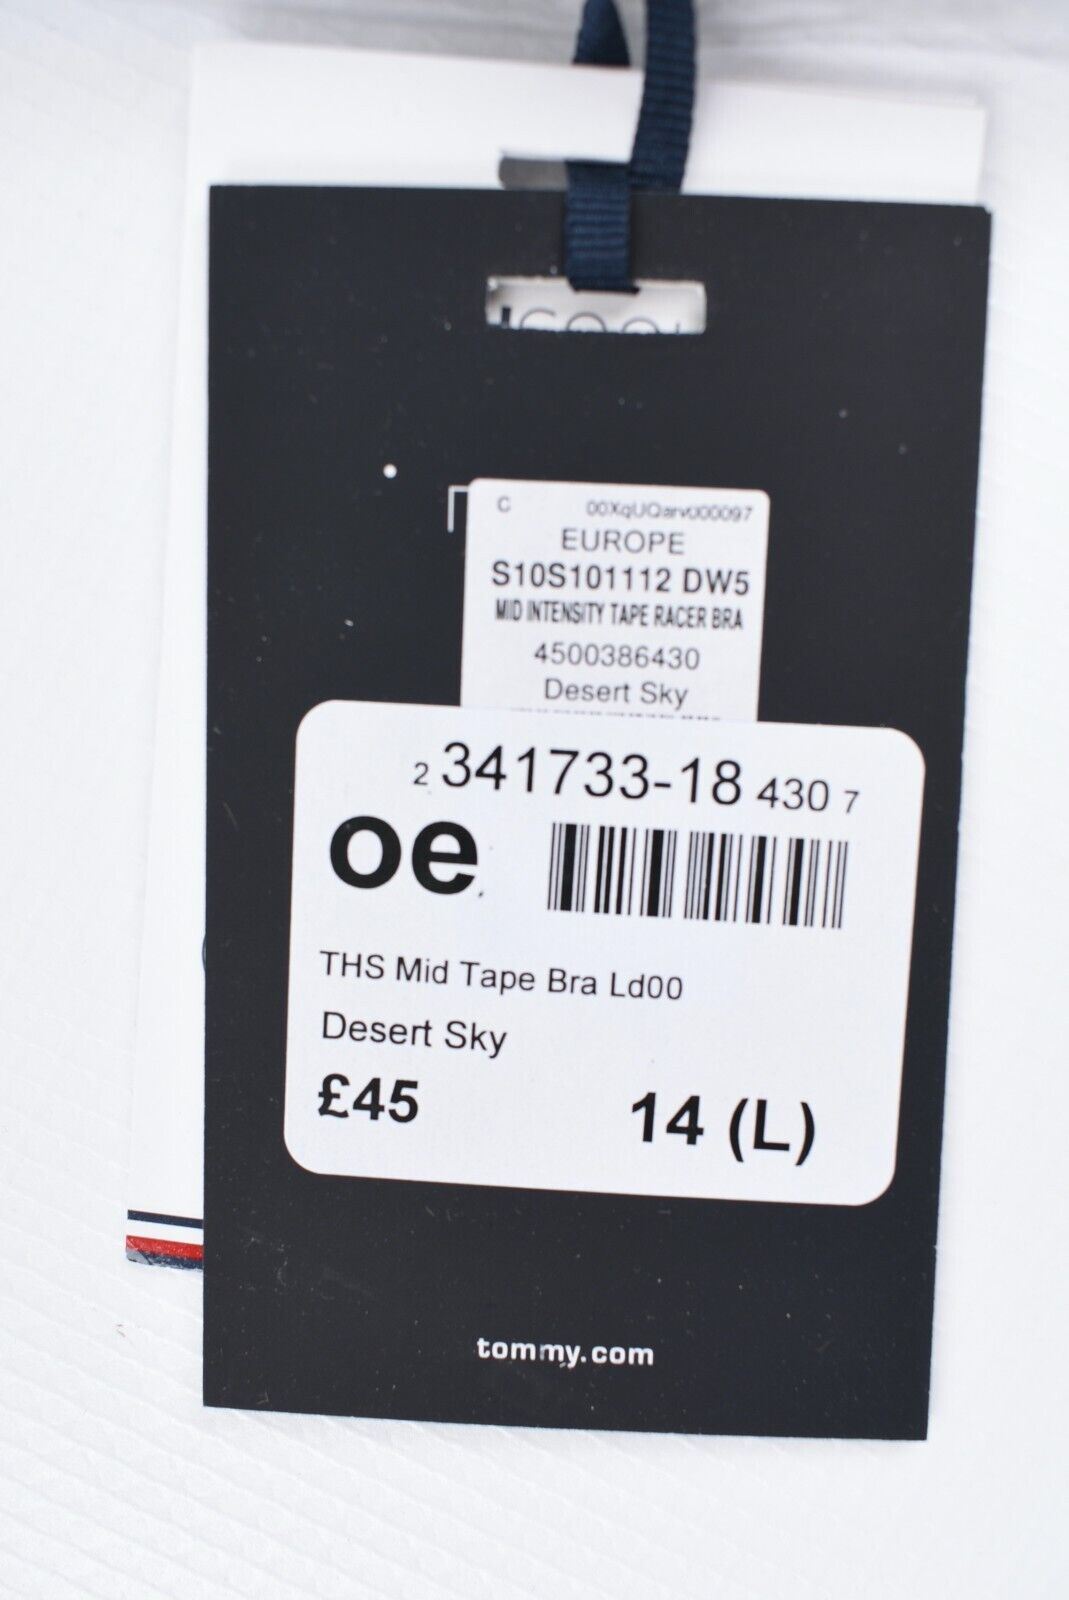 C 00XqUQarv000097
EUROPE
S10S101112 DW5
MID INTENSITY TAPE RACER BRA
4500386430
Desert Sky
2 341733-18 430 7
oe
THS Mid Tape Bra Ld00
Desert Sky
£45 14 (L)
tommy.com